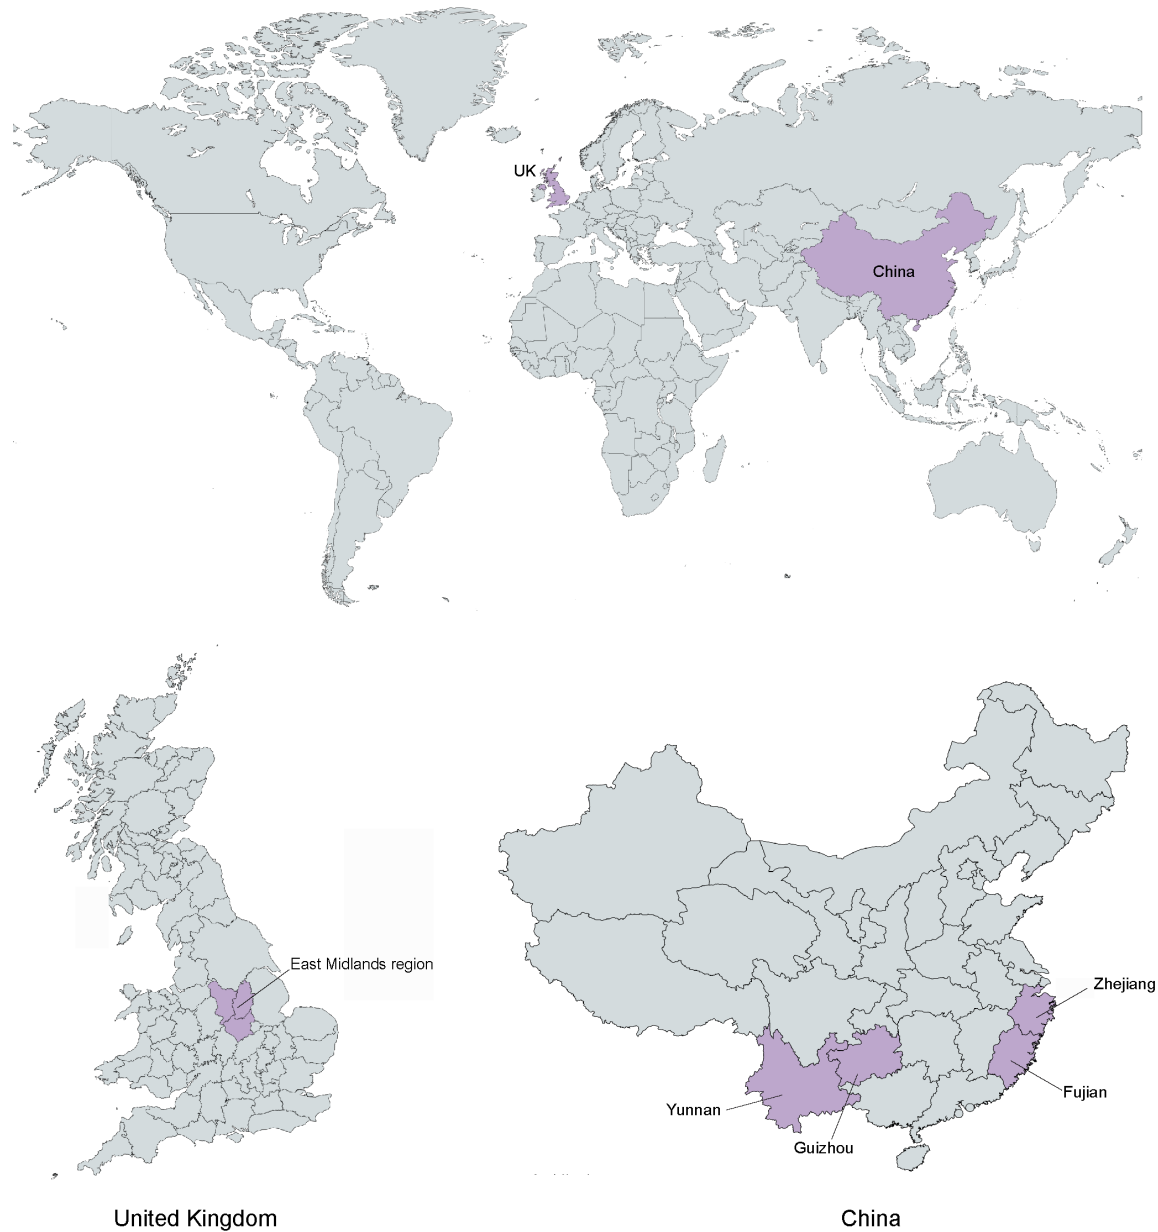 UK
China
East Midlands region
Zhejiang
Fujian
Yunnan
Guizhou
United Kingdom
China